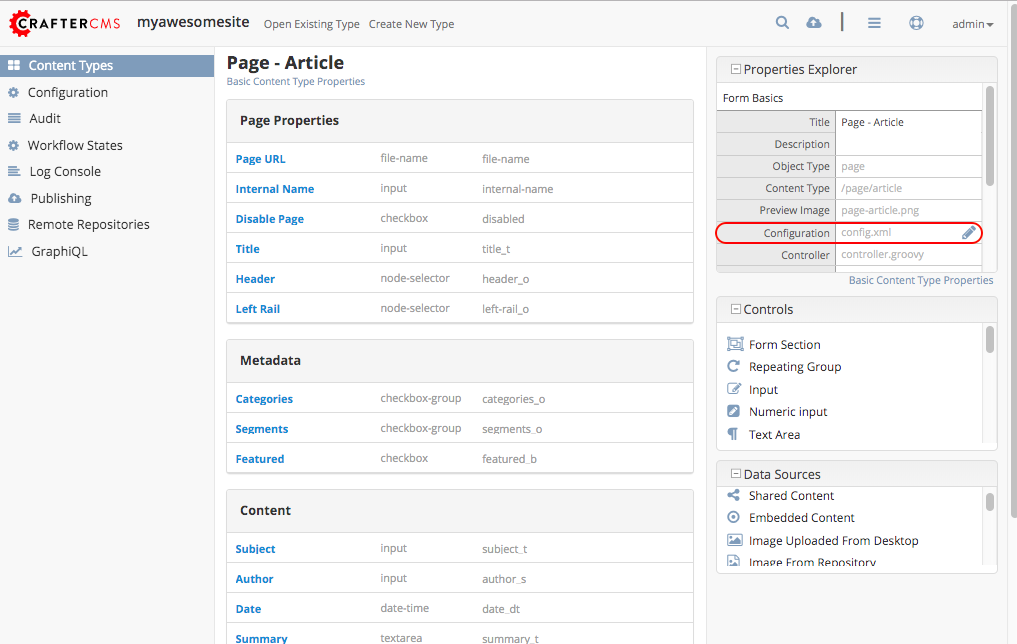 CRAFTERCMS myawesomesite Open Existing Type Create New Type admin
Content Types
Configuration
Audit
Workflow States
Log Console
Publishing
Remote Repositories
GraphiQL
Page - Article
Basic Content Type Properties
Page Properties
Page URL file-name file-name
Internal Name input internal-name
Disable Page checkbox disabled
Title input title_t
Header node-selector header_o
Left Rail node-selector left-rail_o
Metadata
Categories checkbox-group categories_o
Segments checkbox-group segments_o
Featured checkbox featured_b
Content
Subject input subject_t
Author input author_s
Date date-time date_dt
Summary textarea summary_t
Properties Explorer
Form Basics
Title Page - Article
Description
Object Type page
Content Type /page/article
Preview Image page-article.png
Configuration config.xml
Controller controller.groovy
Basic Content Type Properties
Controls
Form Section
Repeating Group
Input
Numeric input
Text Area
Data Sources
Shared Content
Embedded Content
Image Uploaded From Desktop
Image From Repository